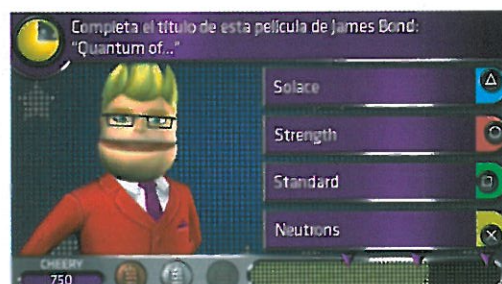 Completa el título de esta película de James Bond:
"Quantum of..."
Solace
Strength
Standard
Neutrons
CHEERY
750